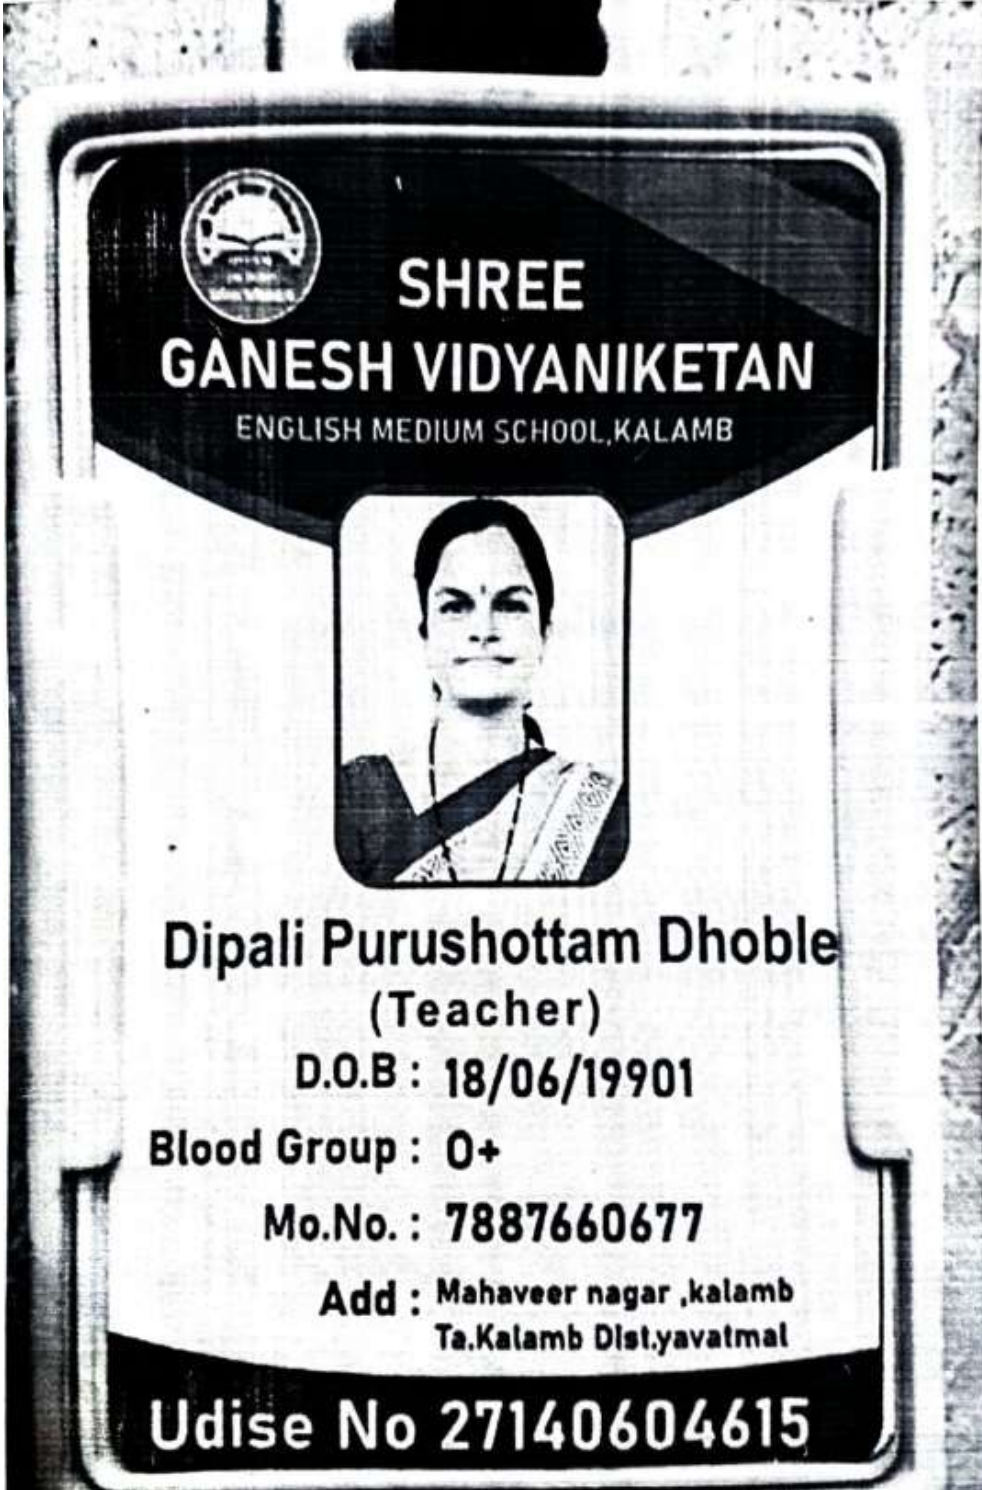 SHREE
GANESH VIDYANIKETAN
ENGLISH MEDIUM SCHOOL,KALAMB
Dipali Purushottam Dhoble
(Teacher)
D.O.B : 18/06/19901
Blood Group : O+
Mo.No. : 7887660677
Add : Mahaveer nagar ,kalamb
Ta.Kalamb Dist.yavatmal
Udise No 27140604615